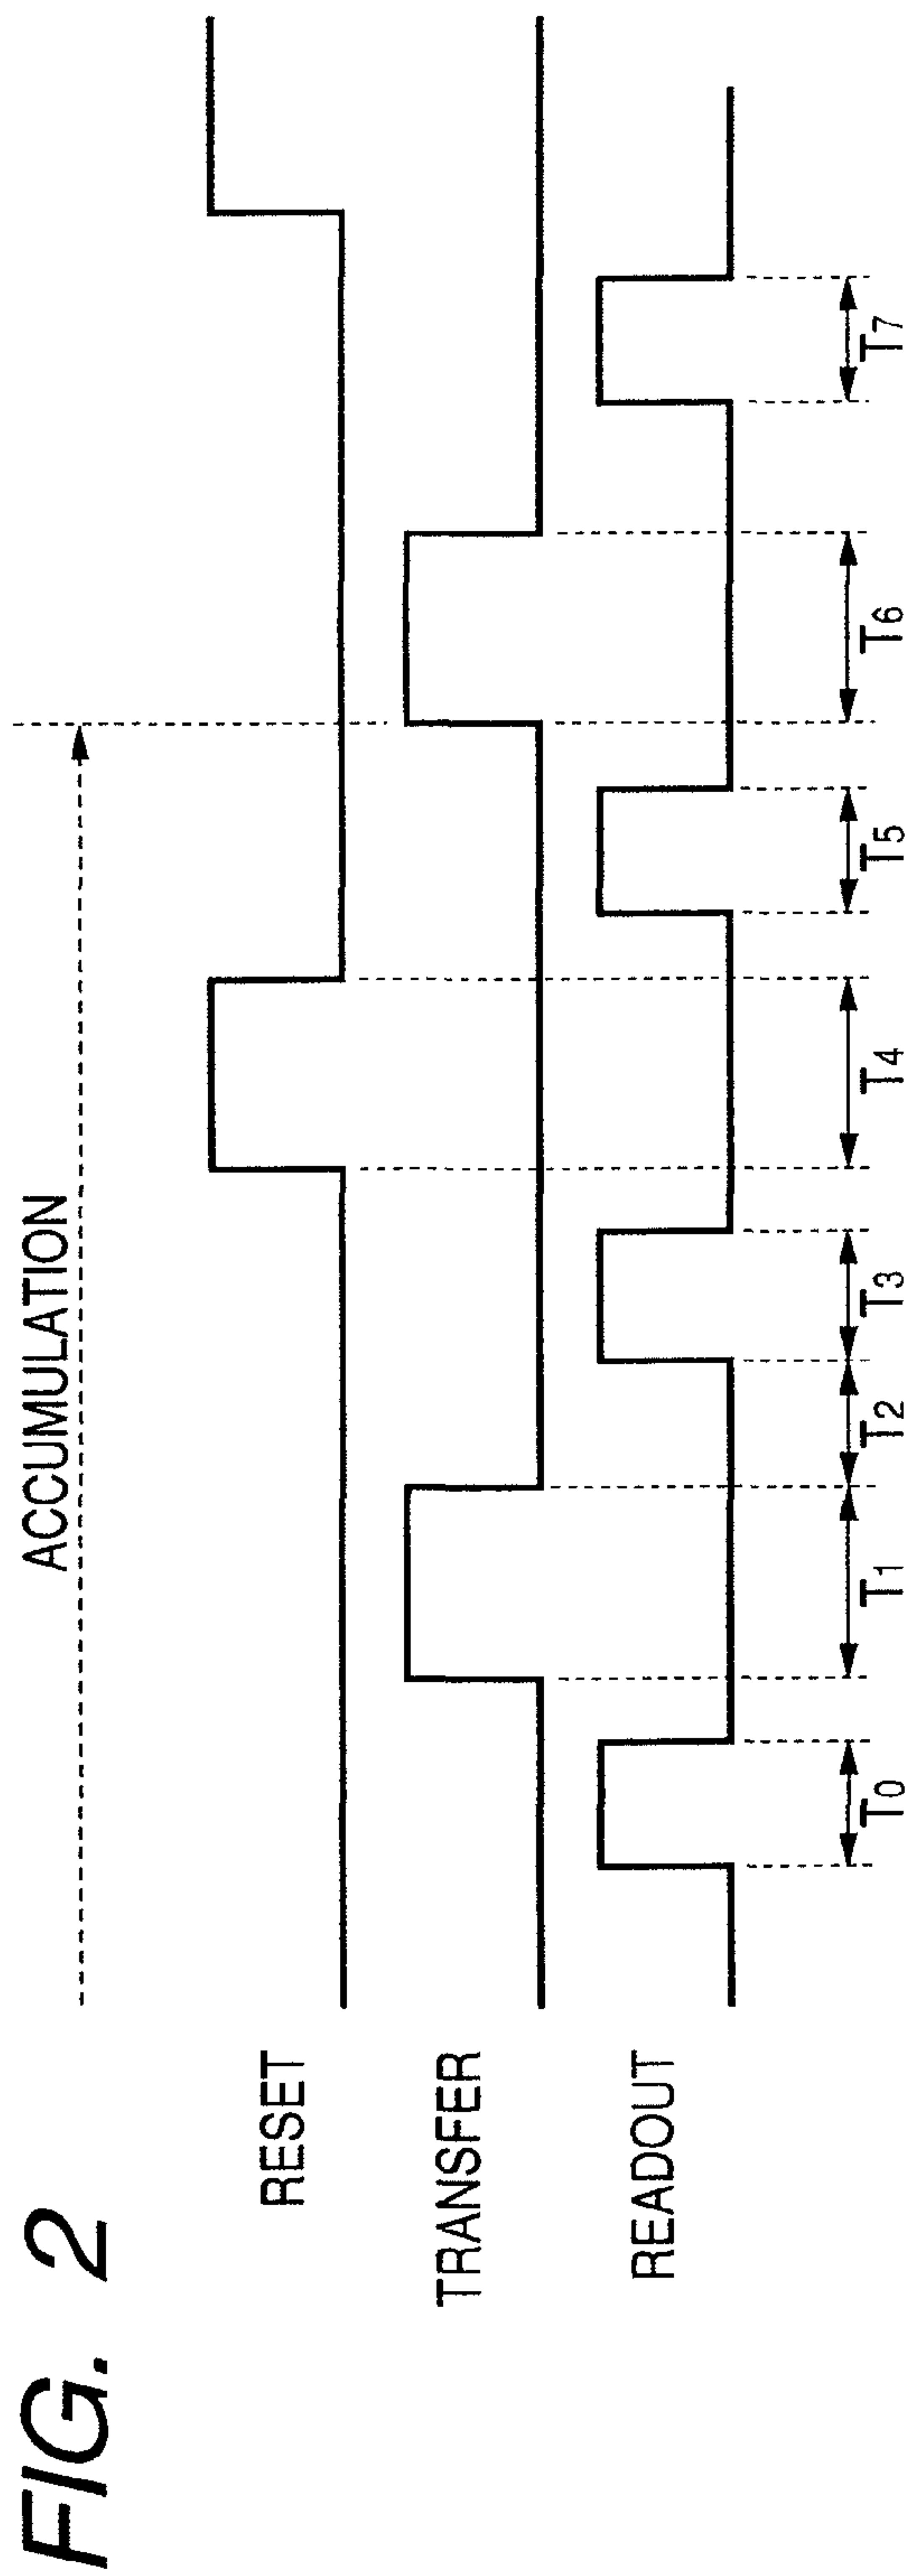 FIG. 2
ACCUMULATION
RESET
TRANSFER
READOUT
T0 T1 T2 T3 T4 T5 T6 T7